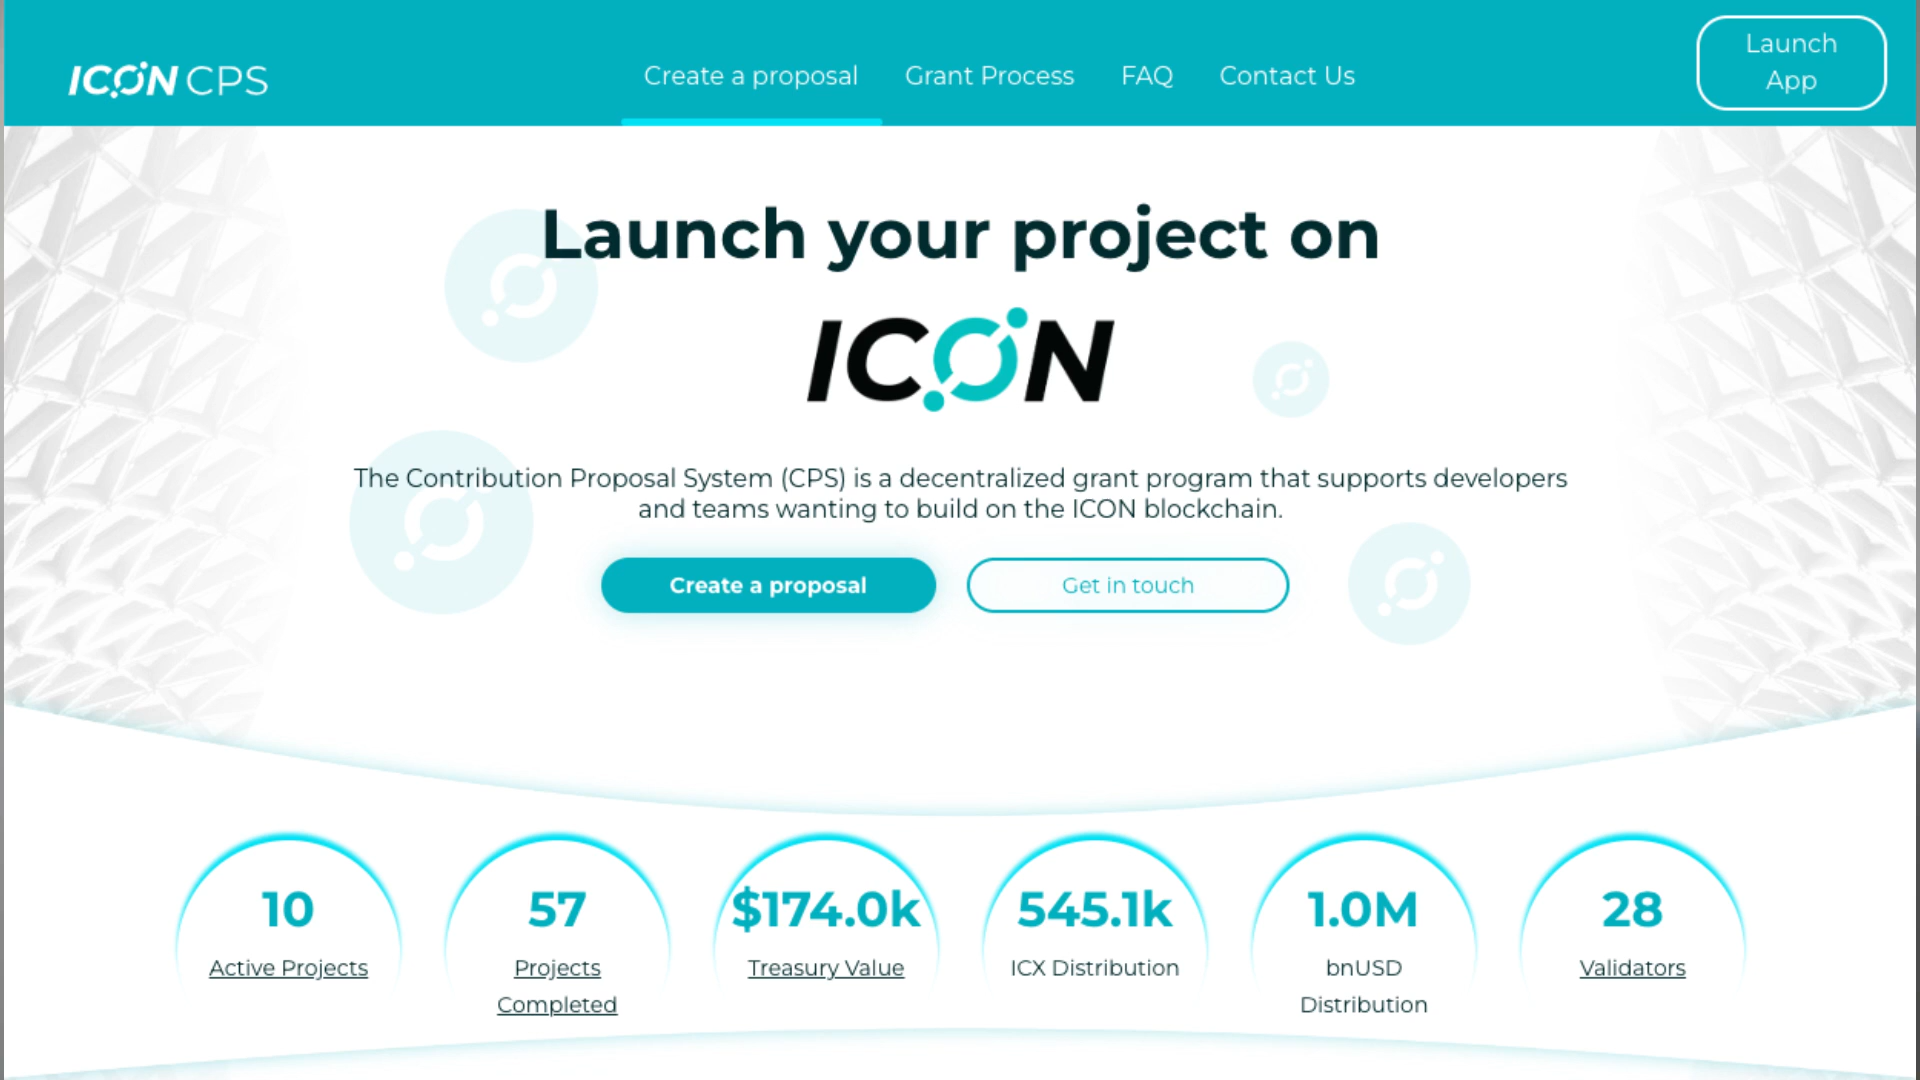 ICON CPS
Create a proposal
Grant Process
FAQ
Contact Us
Launch
App
Launch your project on
ICON
The Contribution Proposal System (CPS) is a decentralized grant program that supports developers
and teams wanting to build on the ICON blockchain.
Create a proposal
Get in touch
10
Active Projects
57
Projects
Completed
$174.0k
Treasury Value
545.1k
ICX Distribution
1.0M
bnUSD
Distribution
28
Validators